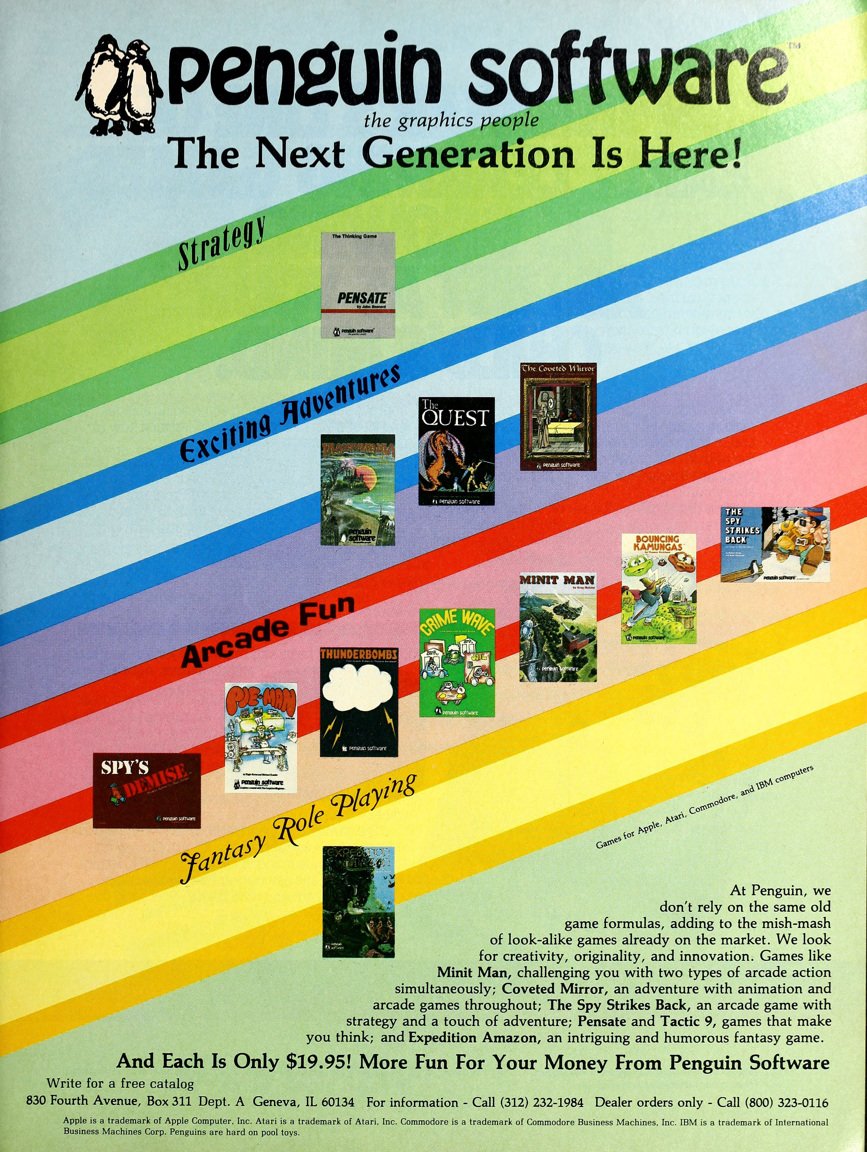 penguin software™
the graphics people
The Next Generation Is Here!
Strategy
The Thinking Game
PENSATE
by John Besnard
penguin software
Exciting Adventures
The Coveted Mirror
penguin software
The
QUEST
penguin software
penguin
software
Arcade Fun
THE
SPY
STRIKES
BACK
penguin software
BOUNCING
KAMUNGAS
penguin software
MINIT MAN
penguin software
CRIME WAVE
penguin software
THUNDERBOMBS
penguin software
PIE-MAN
penguin software
SPY'S
DEMISE
penguin software
Fantasy Role Playing
Games for Apple, Atari, Commodore, and IBM computers
At Penguin, we
don't rely on the same old
game formulas, adding to the mish-mash
of look-alike games already on the market. We look
for creativity, originality, and innovation. Games like
Minit Man, challenging you with two types of arcade action
simultaneously; Coveted Mirror, an adventure with animation and
arcade games throughout; The Spy Strikes Back, an arcade game with
strategy and a touch of adventure; Pensate and Tactic 9, games that make
you think; and Expedition Amazon, an intriguing and humorous fantasy game.
And Each Is Only $19.95! More Fun For Your Money From Penguin Software
Write for a free catalog
830 Fourth Avenue, Box 311 Dept. A Geneva, IL 60134 For information - Call (312) 232-1984 Dealer orders only - Call (800) 323-0116
Apple is a trademark of Apple Computer, Inc. Atari is a trademark of Atari, Inc. Commodore is a trademark of Commodore Business Machines, Inc. IBM is a trademark of International
Business Machines Corp. Penguins are hard on pool toys.